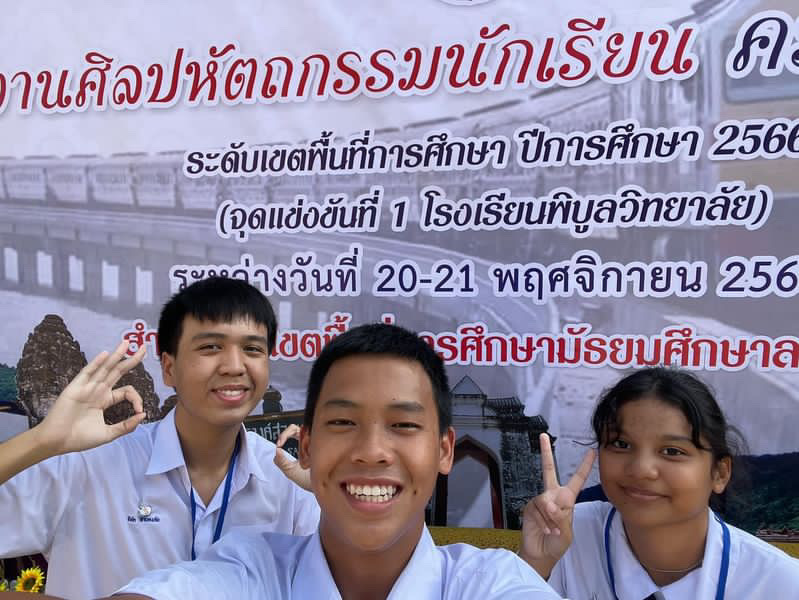 งานศิลปหัตถกรรมนักเรียน
ระดับเขตพื้นที่การศึกษา ปีการศึกษา 2566
(จุดแข่งขันที่ 1 โรงเรียนพิบูลวิทยาลัย)
ระหว่างวันที่ 20-21 พฤศจิกายน 256
การศึกษามัธยมศึกษาล